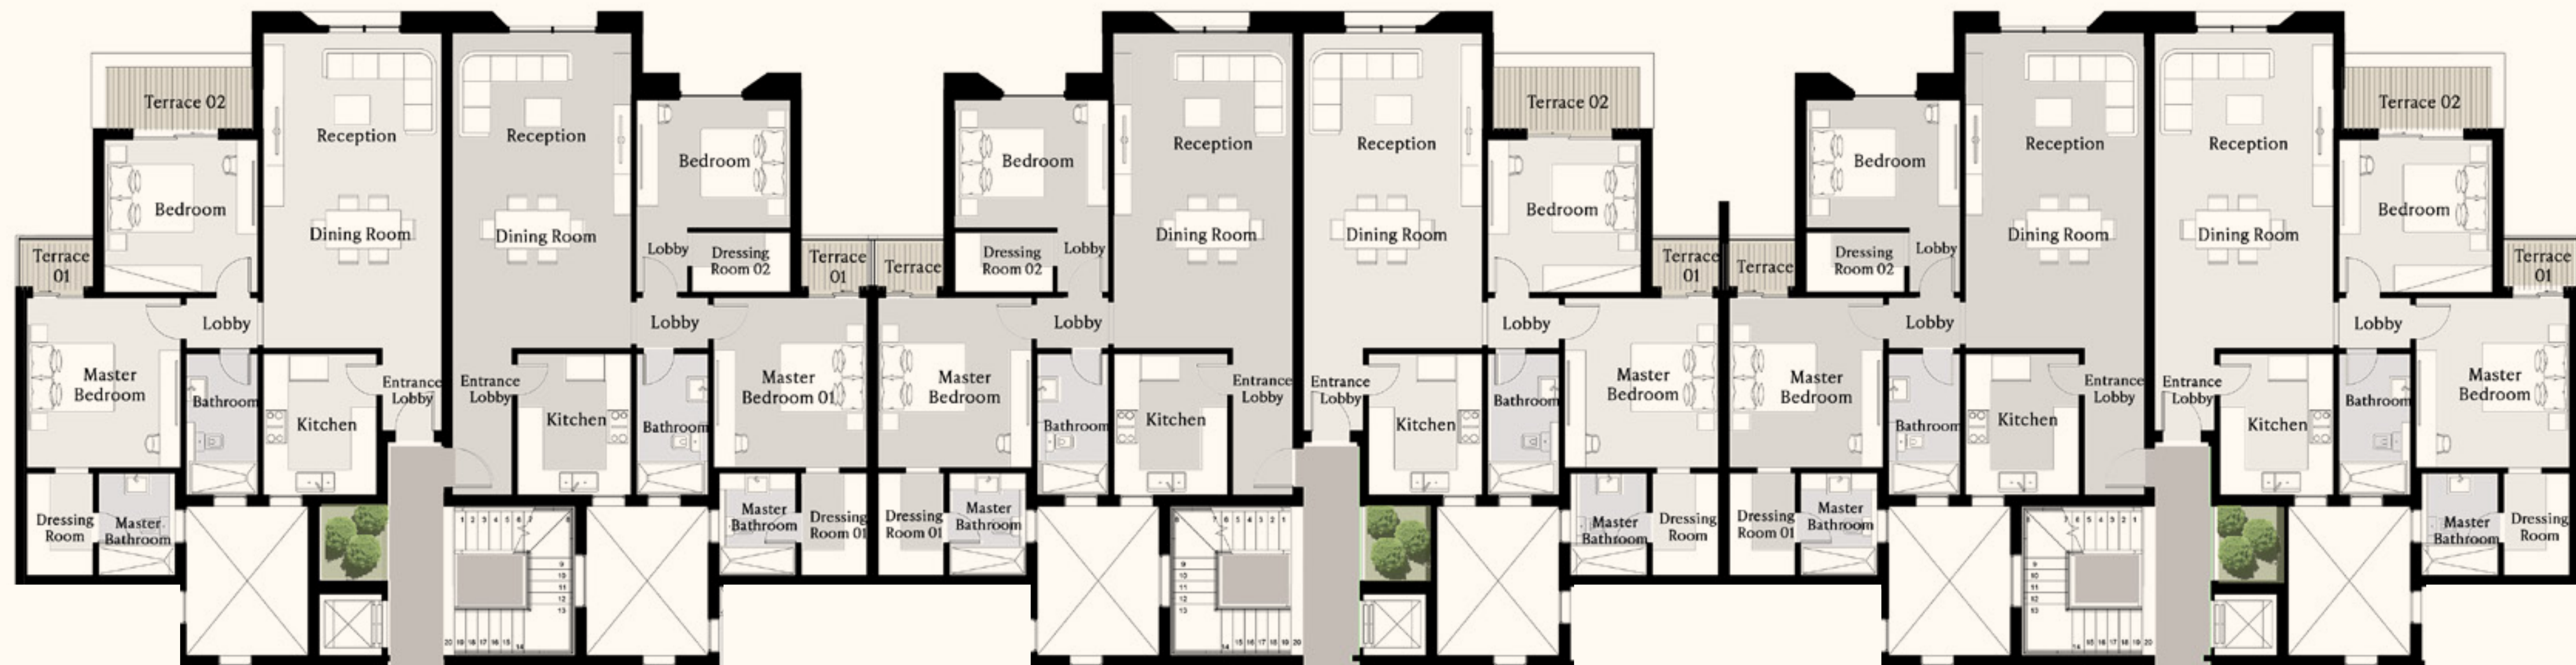 Terrace 02
Reception
Bedroom
Dining Room
Terrace
01
Lobby
Master
Bedroom
Bathroom
Kitchen
Entrance
Lobby
Dressing
Room
Master
Bathroom
Reception
Bedroom
Dining Room
Lobby
Dressing
Room 02
Terrace
01
Lobby
Entrance
Lobby
Kitchen
Bathroom
Master
Bedroom 01
Master
Bathroom
Dressing
Room 01
Bedroom
Reception
Terrace
Dressing
Room 02
Lobby
Dining Room
Lobby
Master
Bedroom
Bathroom
Kitchen
Entrance
Lobby
Dressing
Room 01
Master
Bathroom
Reception
Terrace 02
Dining Room
Bedroom
Terrace
01
Lobby
Entrance
Lobby
Kitchen
Bathroom
Master
Bedroom
Master
Bathroom
Dressing
Room
Bedroom
Reception
Terrace
Dressing
Room 02
Lobby
Dining Room
Lobby
Master
Bedroom
Bathroom
Kitchen
Entrance
Lobby
Dressing
Room 01
Master
Bathroom
Reception
Terrace 02
Dining Room
Bedroom
Terrace
01
Lobby
Entrance
Lobby
Kitchen
Bathroom
Master
Bedroom
Master
Bathroom
Dressing
Room